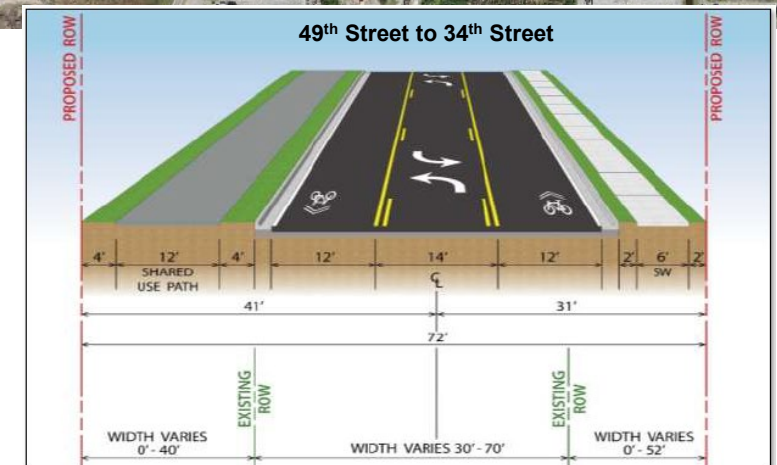 49th Street to 34th Street
PROPOSED ROW
PROPOSED ROW
4'
12'
4'
12'
14'
12'
2'
6'
2'
SHARED
USE PATH
SW
CL
41'
31'
72'
EXISTING
ROW
EXISTING
ROW
WIDTH VARIES
0'-40'
WIDTH VARIES 30'-70'
WIDTH VARIES
0'-52'